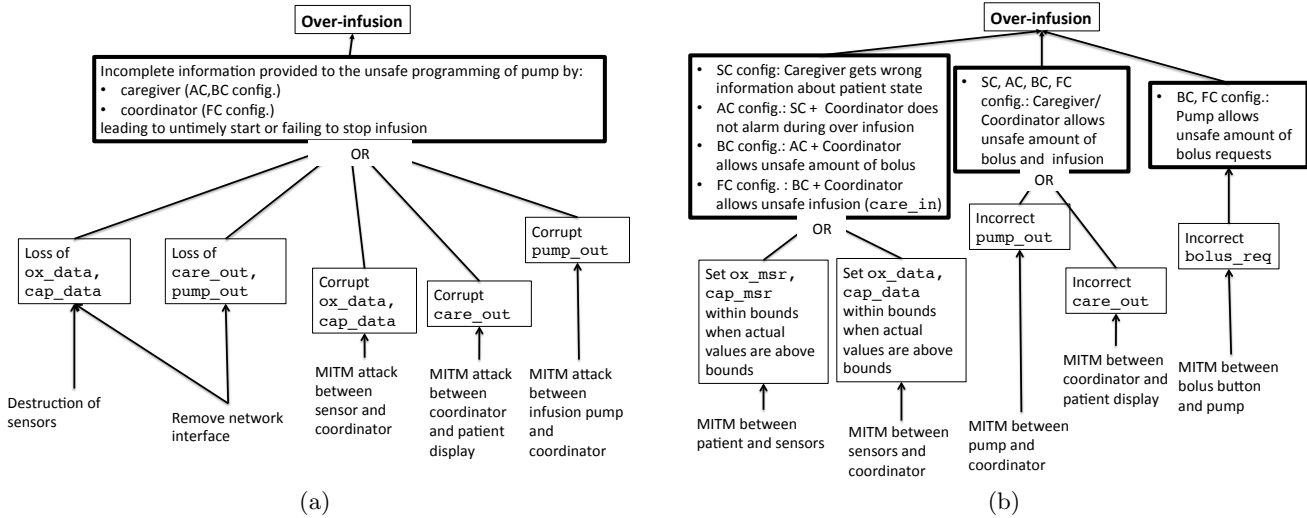 Over-infusion
Incomplete information provided to the unsafe programming of pump by:
• caregiver (AC,BC config.)
• coordinator (FC config.)
leading to untimely start or failing to stop infusion
OR
Loss of
ox_data,
cap_data
Loss of
care_out,
pump_out
Corrupt
ox_data,
cap_data
Corrupt
care_out
Corrupt
pump_out
Destruction of
sensors
Remove network
interface
MITM attack
between
sensor and
coordinator
MITM attack
between
coordinator
and patient
display
MITM attack
between
infusion pump
and
coordinator
(a)
Over-infusion
• SC config: Caregiver gets wrong
information about patient state
• AC config.: SC + Coordinator does
not alarm during over infusion
• BC config.: AC + Coordinator
allows unsafe amount of bolus
• FC config. : BC + Coordinator
allows unsafe infusion (care_in)
• SC, AC, BC, FC
config.: Caregiver/
Coordinator allows
unsafe amount of
bolus and infusion
• BC, FC config.:
Pump allows
unsafe amount of
bolus requests
OR
OR
Set ox_msr,
cap_msr
within bounds
when actual
values are above
bounds
Set ox_data,
cap_data
within bounds
when actual
values are above
bounds
Incorrect
pump_out
Incorrect
care_out
Incorrect
bolus_req
MITM between
patient and sensors
MITM between
sensors and
coordinator
MITM between
pump and
coordinator
MITM between
coordinator and
patient display
MITM between
bolus button
and pump
(b)